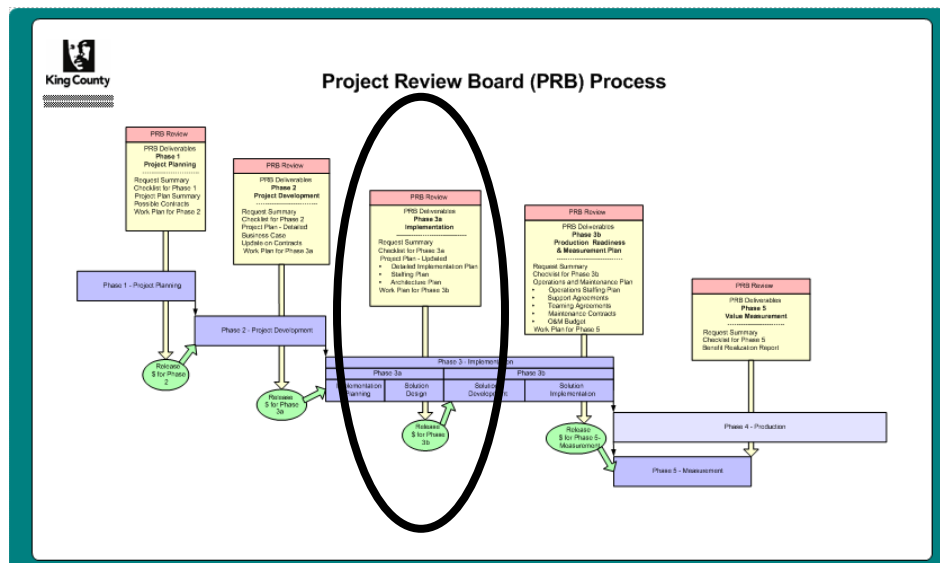 King County
Project Review Board (PRB) Process
PRB Review
PRB Deliverables
Phase 1
Project Planning
Request Summary
Checklist for Phase 1
Project Plan Summary
Possible Contracts
Work Plan for Phase 2
PRB Review
PRB Deliverables
Phase 2
Project Development
Request Summary
Checklist for Phase 2
Project Plan - Detailed
Business Case
Update on Contracts
Work Plan for Phase 3a
PRB Review
PRB Deliverables
Phase 3a
Implementation
Request Summary
Checklist for Phase 3a
Project Plan - Updated
• Detailed Implementation Plan
• Staffing Plan
• Architecture Plan
Work Plan for Phase 3b
PRB Review
PRB Deliverables
Phase 3b
Production Readiness
& Measurement Plan
Request Summary
Checklist for Phase 3b
Operations and Maintenance Plan
• Operations Staffing Plan
• Support Agreements
• Teaming Agreements
• Maintenance Contracts
• O&M Budget
Work Plan for Phase 5
PRB Review
PRB Deliverables
Phase 5
Value Measurement
Request Summary
Checklist for Phase 5
Benefit Realization Report
Phase 1 - Project Planning
Phase 2 - Project Development
Phase 3 - Implementation
Phase 3a
Phase 3b
Implementation
Planning
Solution
Design
Solution
Development
Solution
Implementation
Phase 4 - Production
Phase 5 - Measurement
Release
$ for Phase
2
Release
$ for Phase
3a
Release
$ for Phase
3b
Release
$ for Phase 5-
Measurement